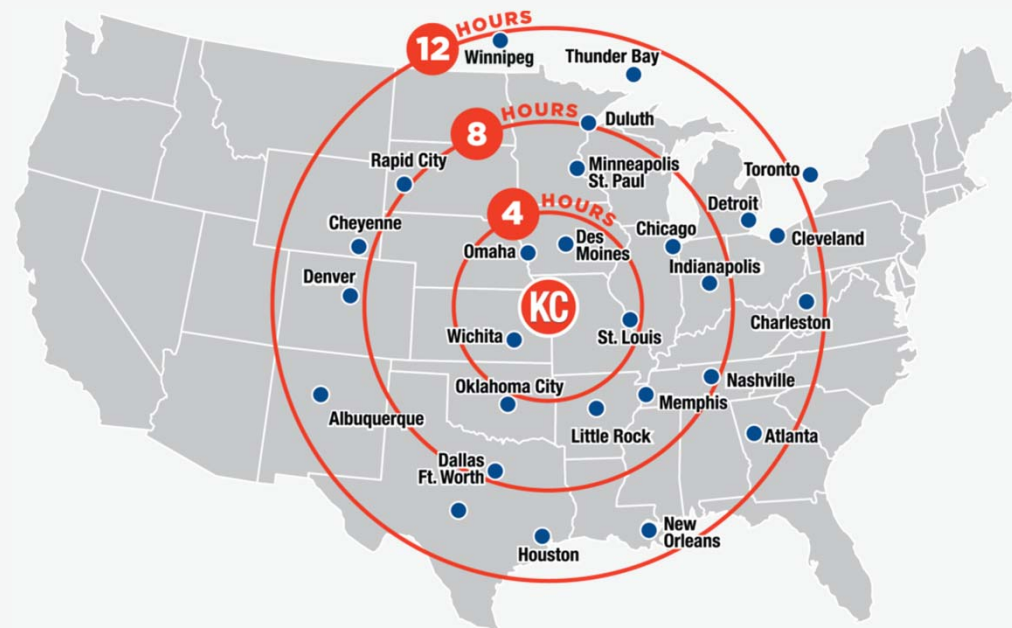 12
HOURS
Winnipeg
Thunder Bay
8
HOURS
Duluth
Rapid City
Minneapolis
St. Paul
Toronto
4
HOURS
Detroit
Cheyenne
Omaha
Des
Moines
Chicago
Cleveland
Indianapolis
Denver
KC
Charleston
Wichita
St. Louis
Oklahoma City
Nashville
Memphis
Albuquerque
Little Rock
Atlanta
Dallas
Ft. Worth
New
Orleans
Houston